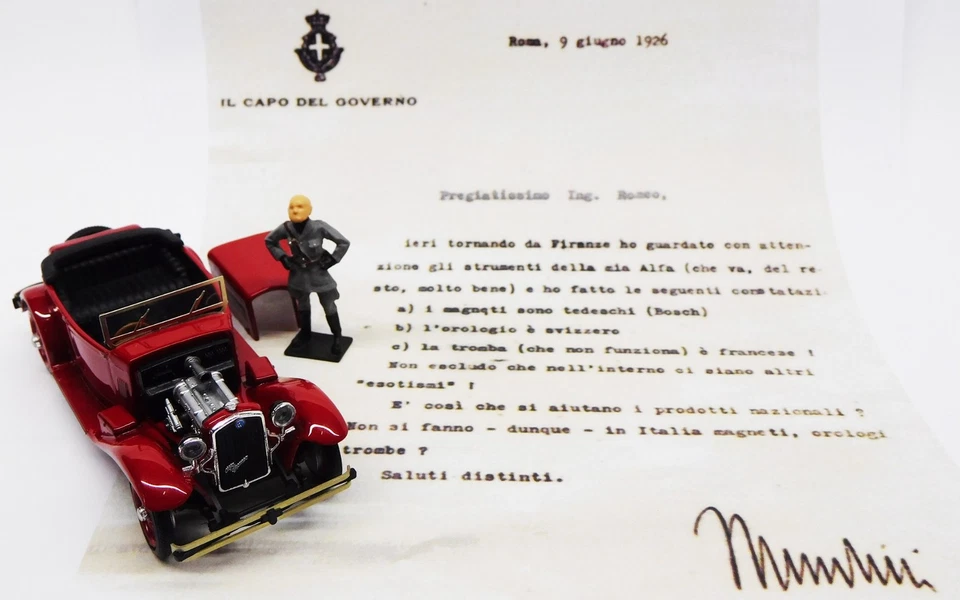 Roma, 9 giugno 1926
IL CAPO DEL GOVERNO
Pregiatissimo Ing. Romeo,
ieri tornando da Firenze ho guardato con atten-
zione gli strumenti della mia Alfa (che va, del re-
sto, molto bene) e ho fatto le seguenti constatazi-
a) i magneti sono tedeschi (Bosch)
b) l'orologio è svizzero
c) la tromba (che non funziona) è francese !
Non escludo che nell'interno ci siano altri
"esotismi" !
E' così che si aiutano i prodotti nazionali ?
Non si fanno - dunque - in Italia magneti, orologi
trombe ?
Saluti distinti.
Mussolini